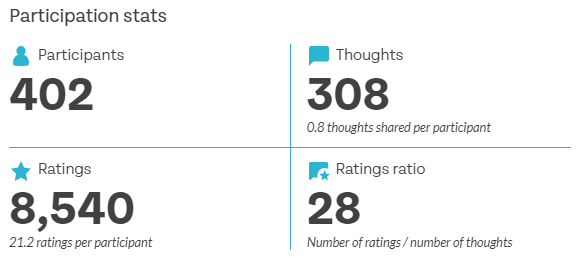 Participation stats
Participants
402
Thoughts
308
0.8 thoughts shared per participant
Ratings
8,540
21.2 ratings per participant
Ratings ratio
28
Number of ratings / number of thoughts